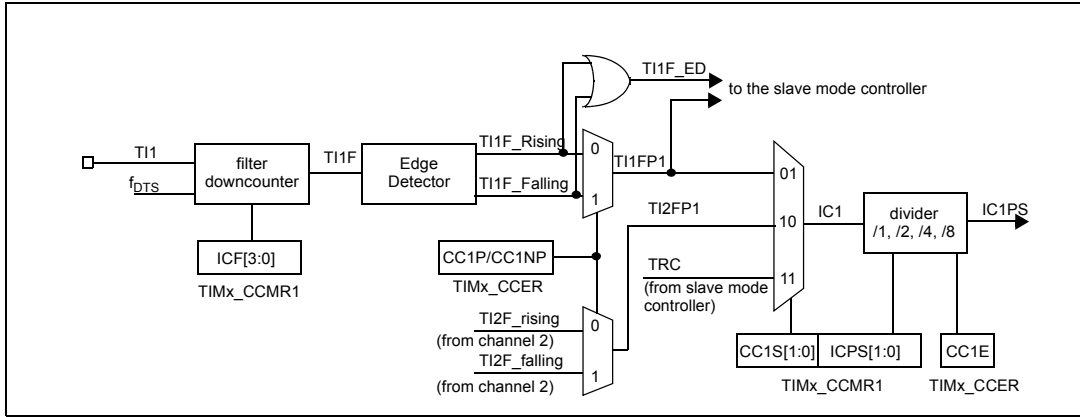 TI1F_ED
to the slave mode controller
TI1
fDTS
filter
downcounter
TI1F
Edge
Detector
TI1F_Rising
TI1F_Falling
0
1
TI1FP1
TI2FP1
TRC
(from slave mode
controller)
01
10
11
IC1
divider
/1, /2, /4, /8
IC1PS
ICF[3:0]
TIMx_CCMR1
CC1P/CC1NP
TIMx_CCER
TI2F_rising
(from channel 2)
TI2F_falling
(from channel 2)
0
1
CC1S[1:0]
ICPS[1:0]
CC1E
TIMx_CCMR1
TIMx_CCER